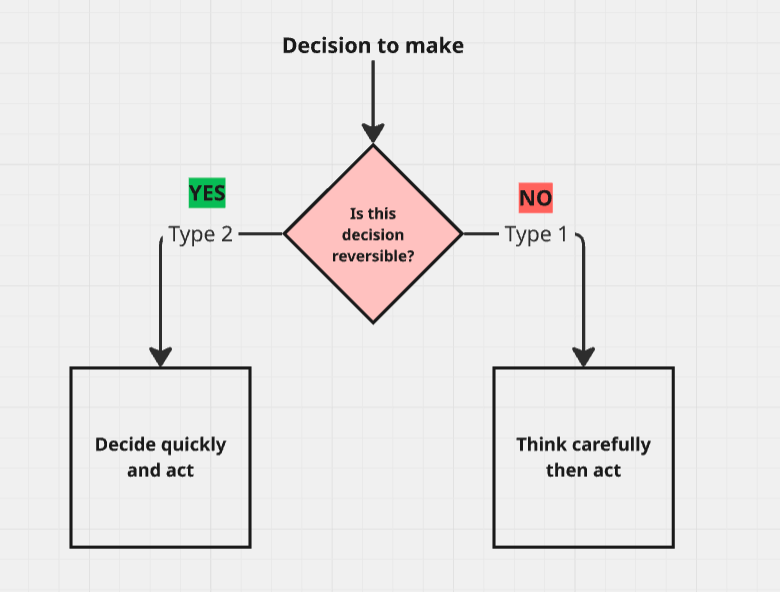 Decision to make
YES
NO
Type 2
Type 1
Is this
decision
reversible?
Decide quickly
and act
Think carefully
then act